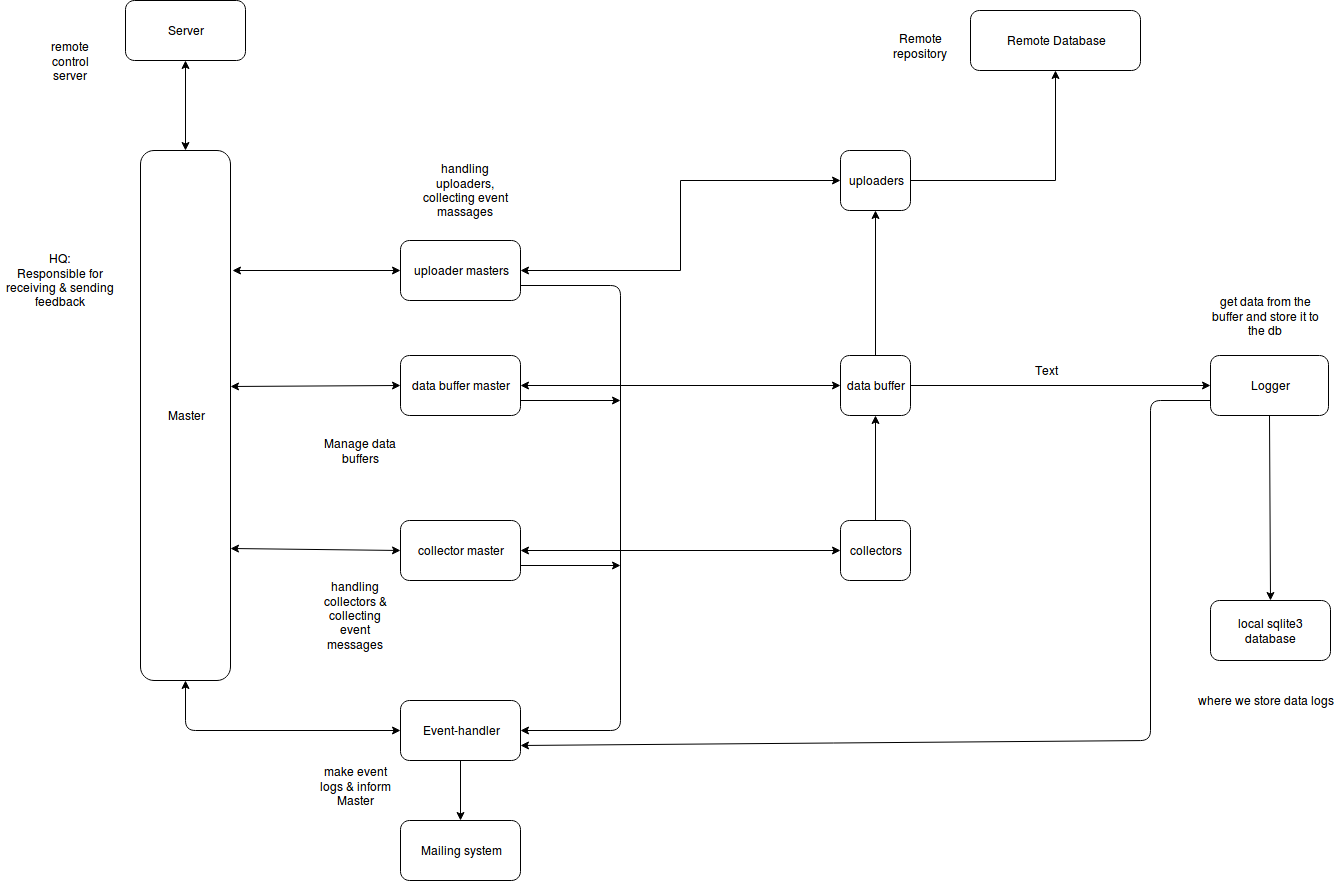 Server
remote
control
server
Remote
repository
Remote Database
handling
uploaders,
collecting event
massages
uploaders
HQ:
Responsible for
receiving & sending
feedback
uploader masters
get data from the
buffer and store it to
the db
Master
data buffer master
data buffer
Text
Logger
Manage data
buffers
collector master
collectors
handling
collectors &
collecting
event
messages
local sqlite3
database
where we store data logs
Event-handler
make event
logs & inform
Master
Mailing system